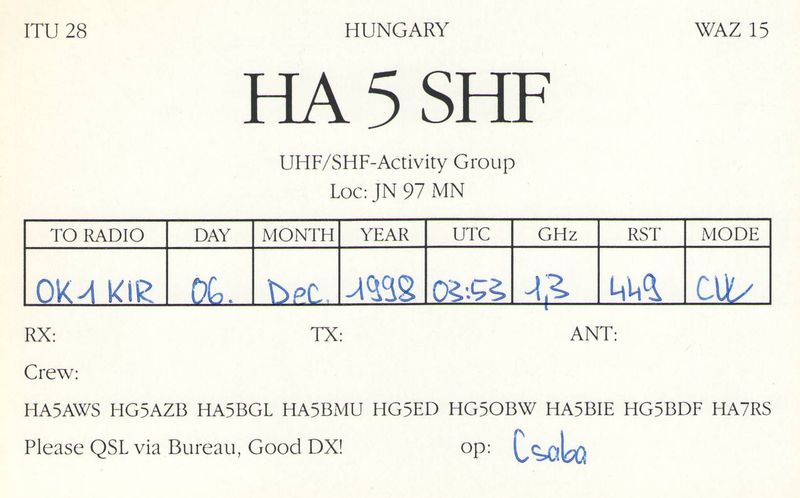 ITU 28 HUNGARY WAZ 15
HA 5 SHF
UHF/SHF-Activity Group
Loc: JN 97 MN
TO RADIO DAY MONTH YEAR UTC GHz RST MODE
OK1KIR 06. Dec. 1998 03:53 1,3 449 CW
RX: TX: ANT:
Crew:
HA5AWS HG5AZB HA5BGL HA5BMU HG5ED HG5OBW HA5BIE HG5BDF HA7RS
Please QSL via Bureau, Good DX! op: Csaba